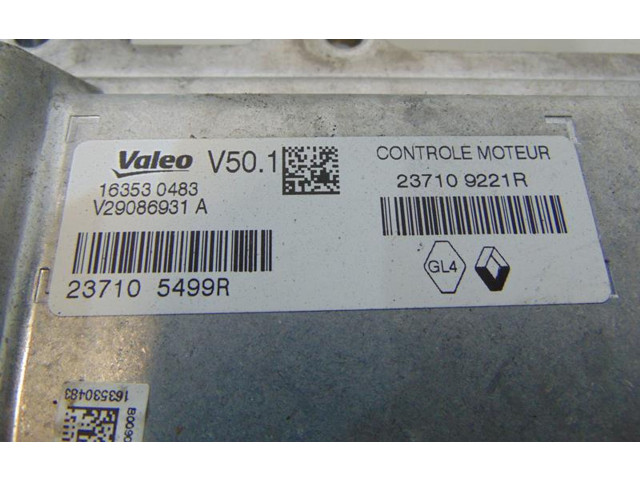 Valeo V50.1
16353 0483
V29086931 A
23710 5499R
CONTROLE MOTEUR
23710 9221R
GL4
163530483